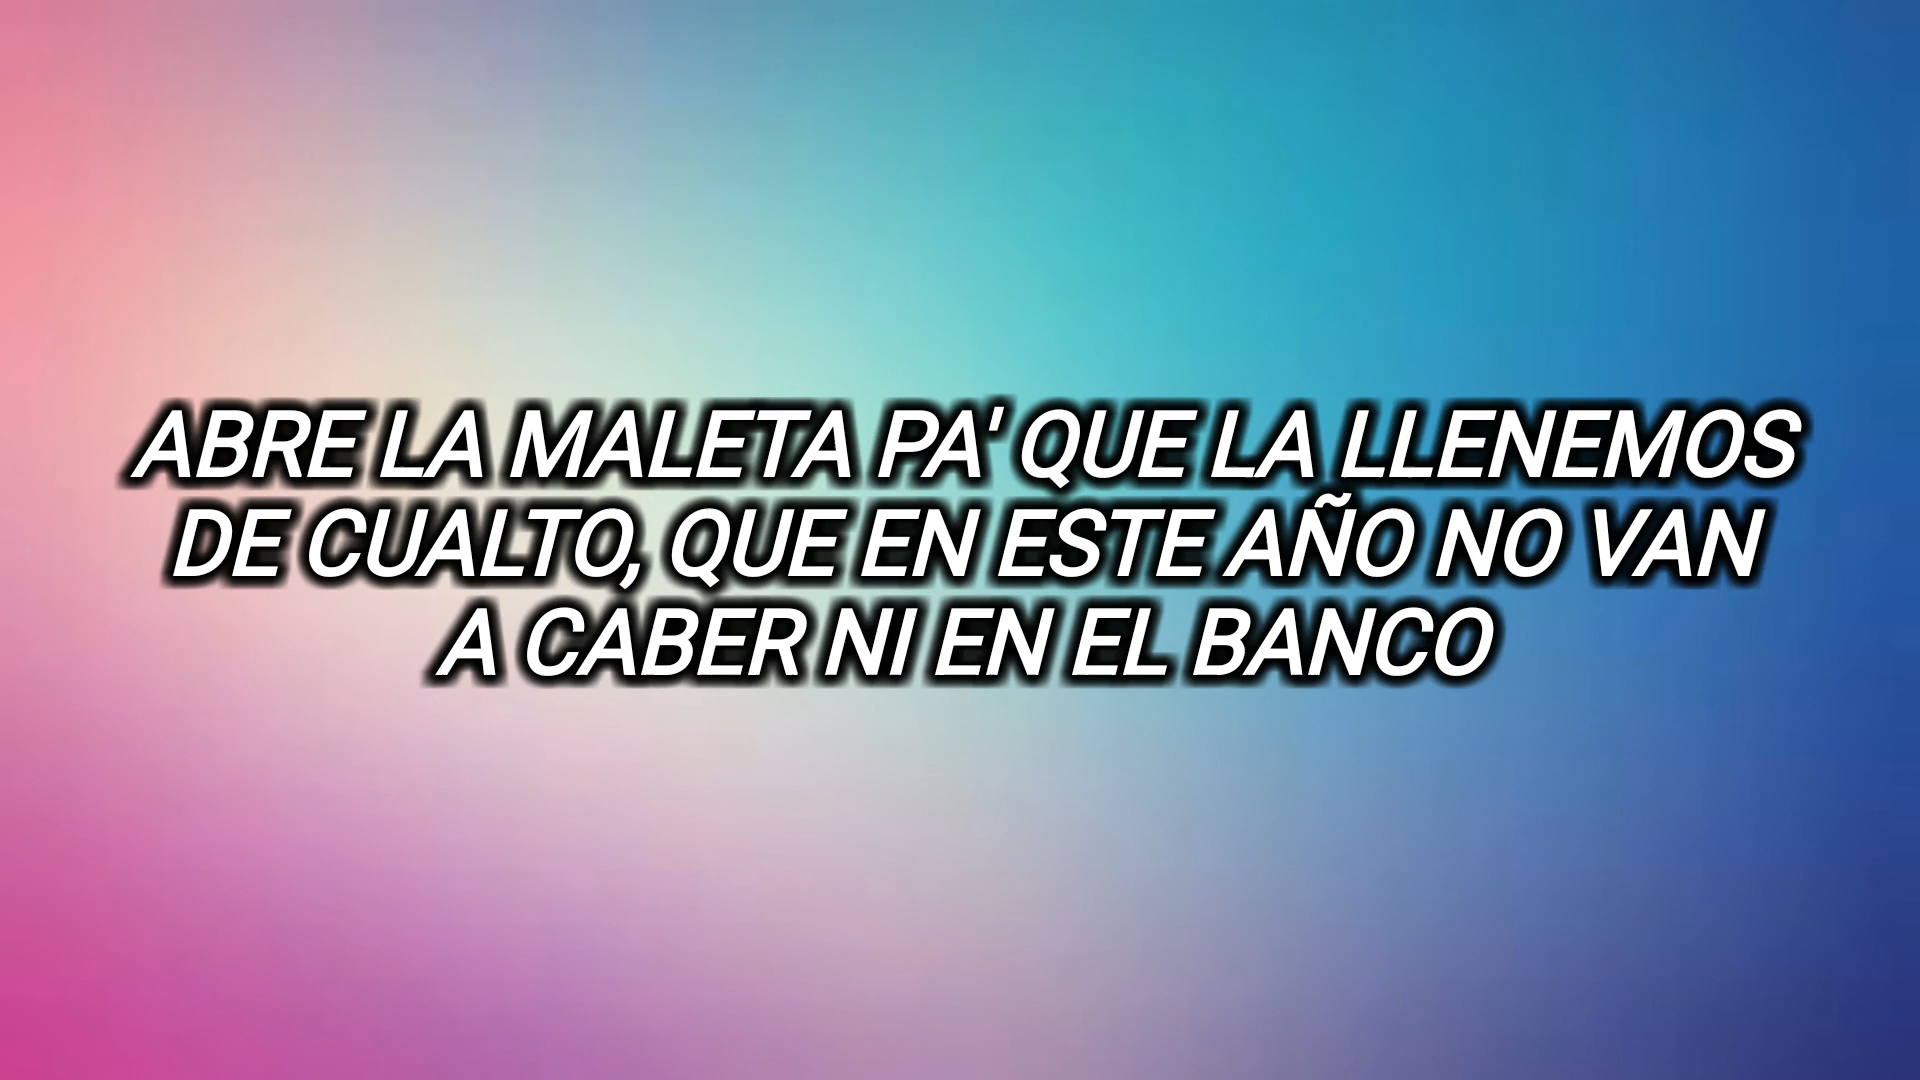 ABRE LA MALETA PA' QUE LA LLENEMOS
DE CUALTO, QUE EN ESTE AÑO NO VAN
A CABER NI EN EL BANCO